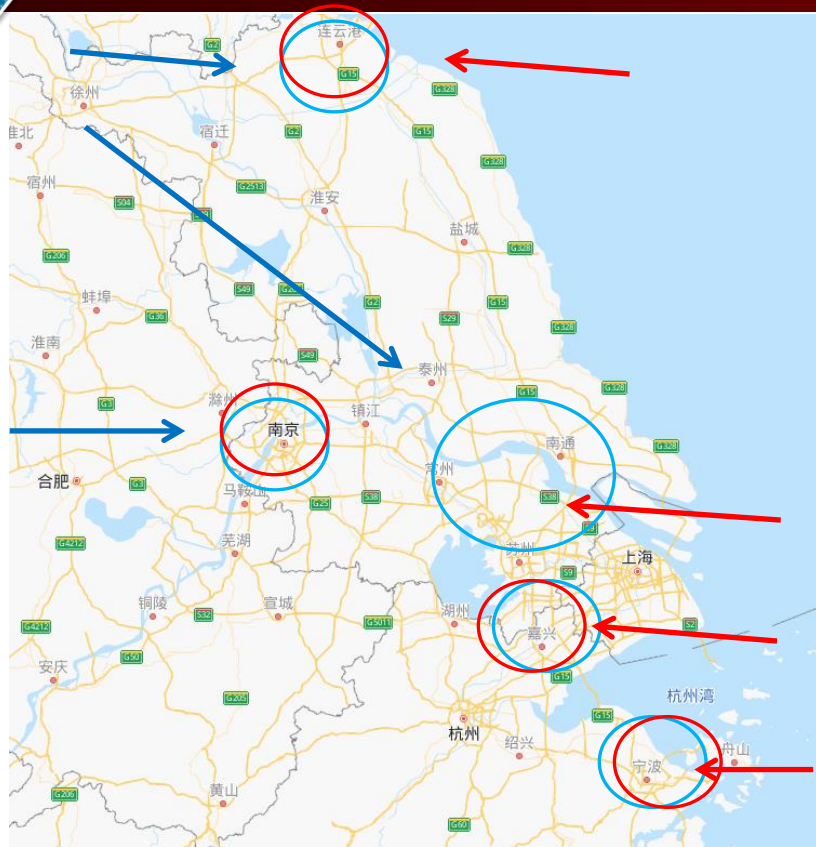 连云港
G2
G15
徐州
G328
淮北
宿迁
G2
G15
G328
宿州
G2513
淮安
S04
盐城
G328
G206
S49
G2
G15
蚌埠
G36
S29
G328
淮南
S49
泰州
G3
滁州
镇江
G15
G328
南京
南通
G328
合肥
G3
马鞍山
G25
S38
常州
S38
G4212
芜湖
苏州
上海
S9
铜陵
S32
宣城
G5011
湖州
嘉兴
S2
G4212
G50
安庆
G205
G15
杭州湾
G15
杭州
绍兴
宁波
舟山
G206
黄山
G60